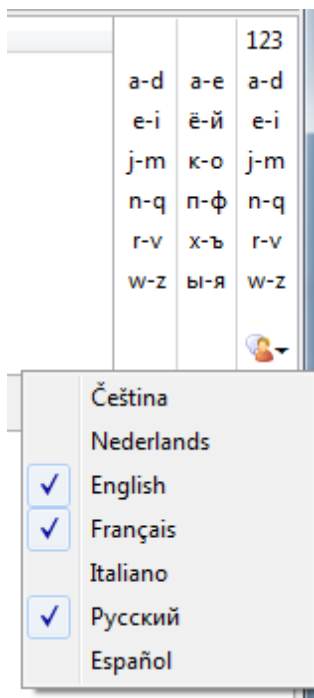 123
a-d а-е a-d
e-i ё-й e-i
j-m к-о j-m
n-q п-ф n-q
r-v х-ъ r-v
w-z ы-я w-z
Čeština
Nederlands
English
Français
Italiano
Русский
Español